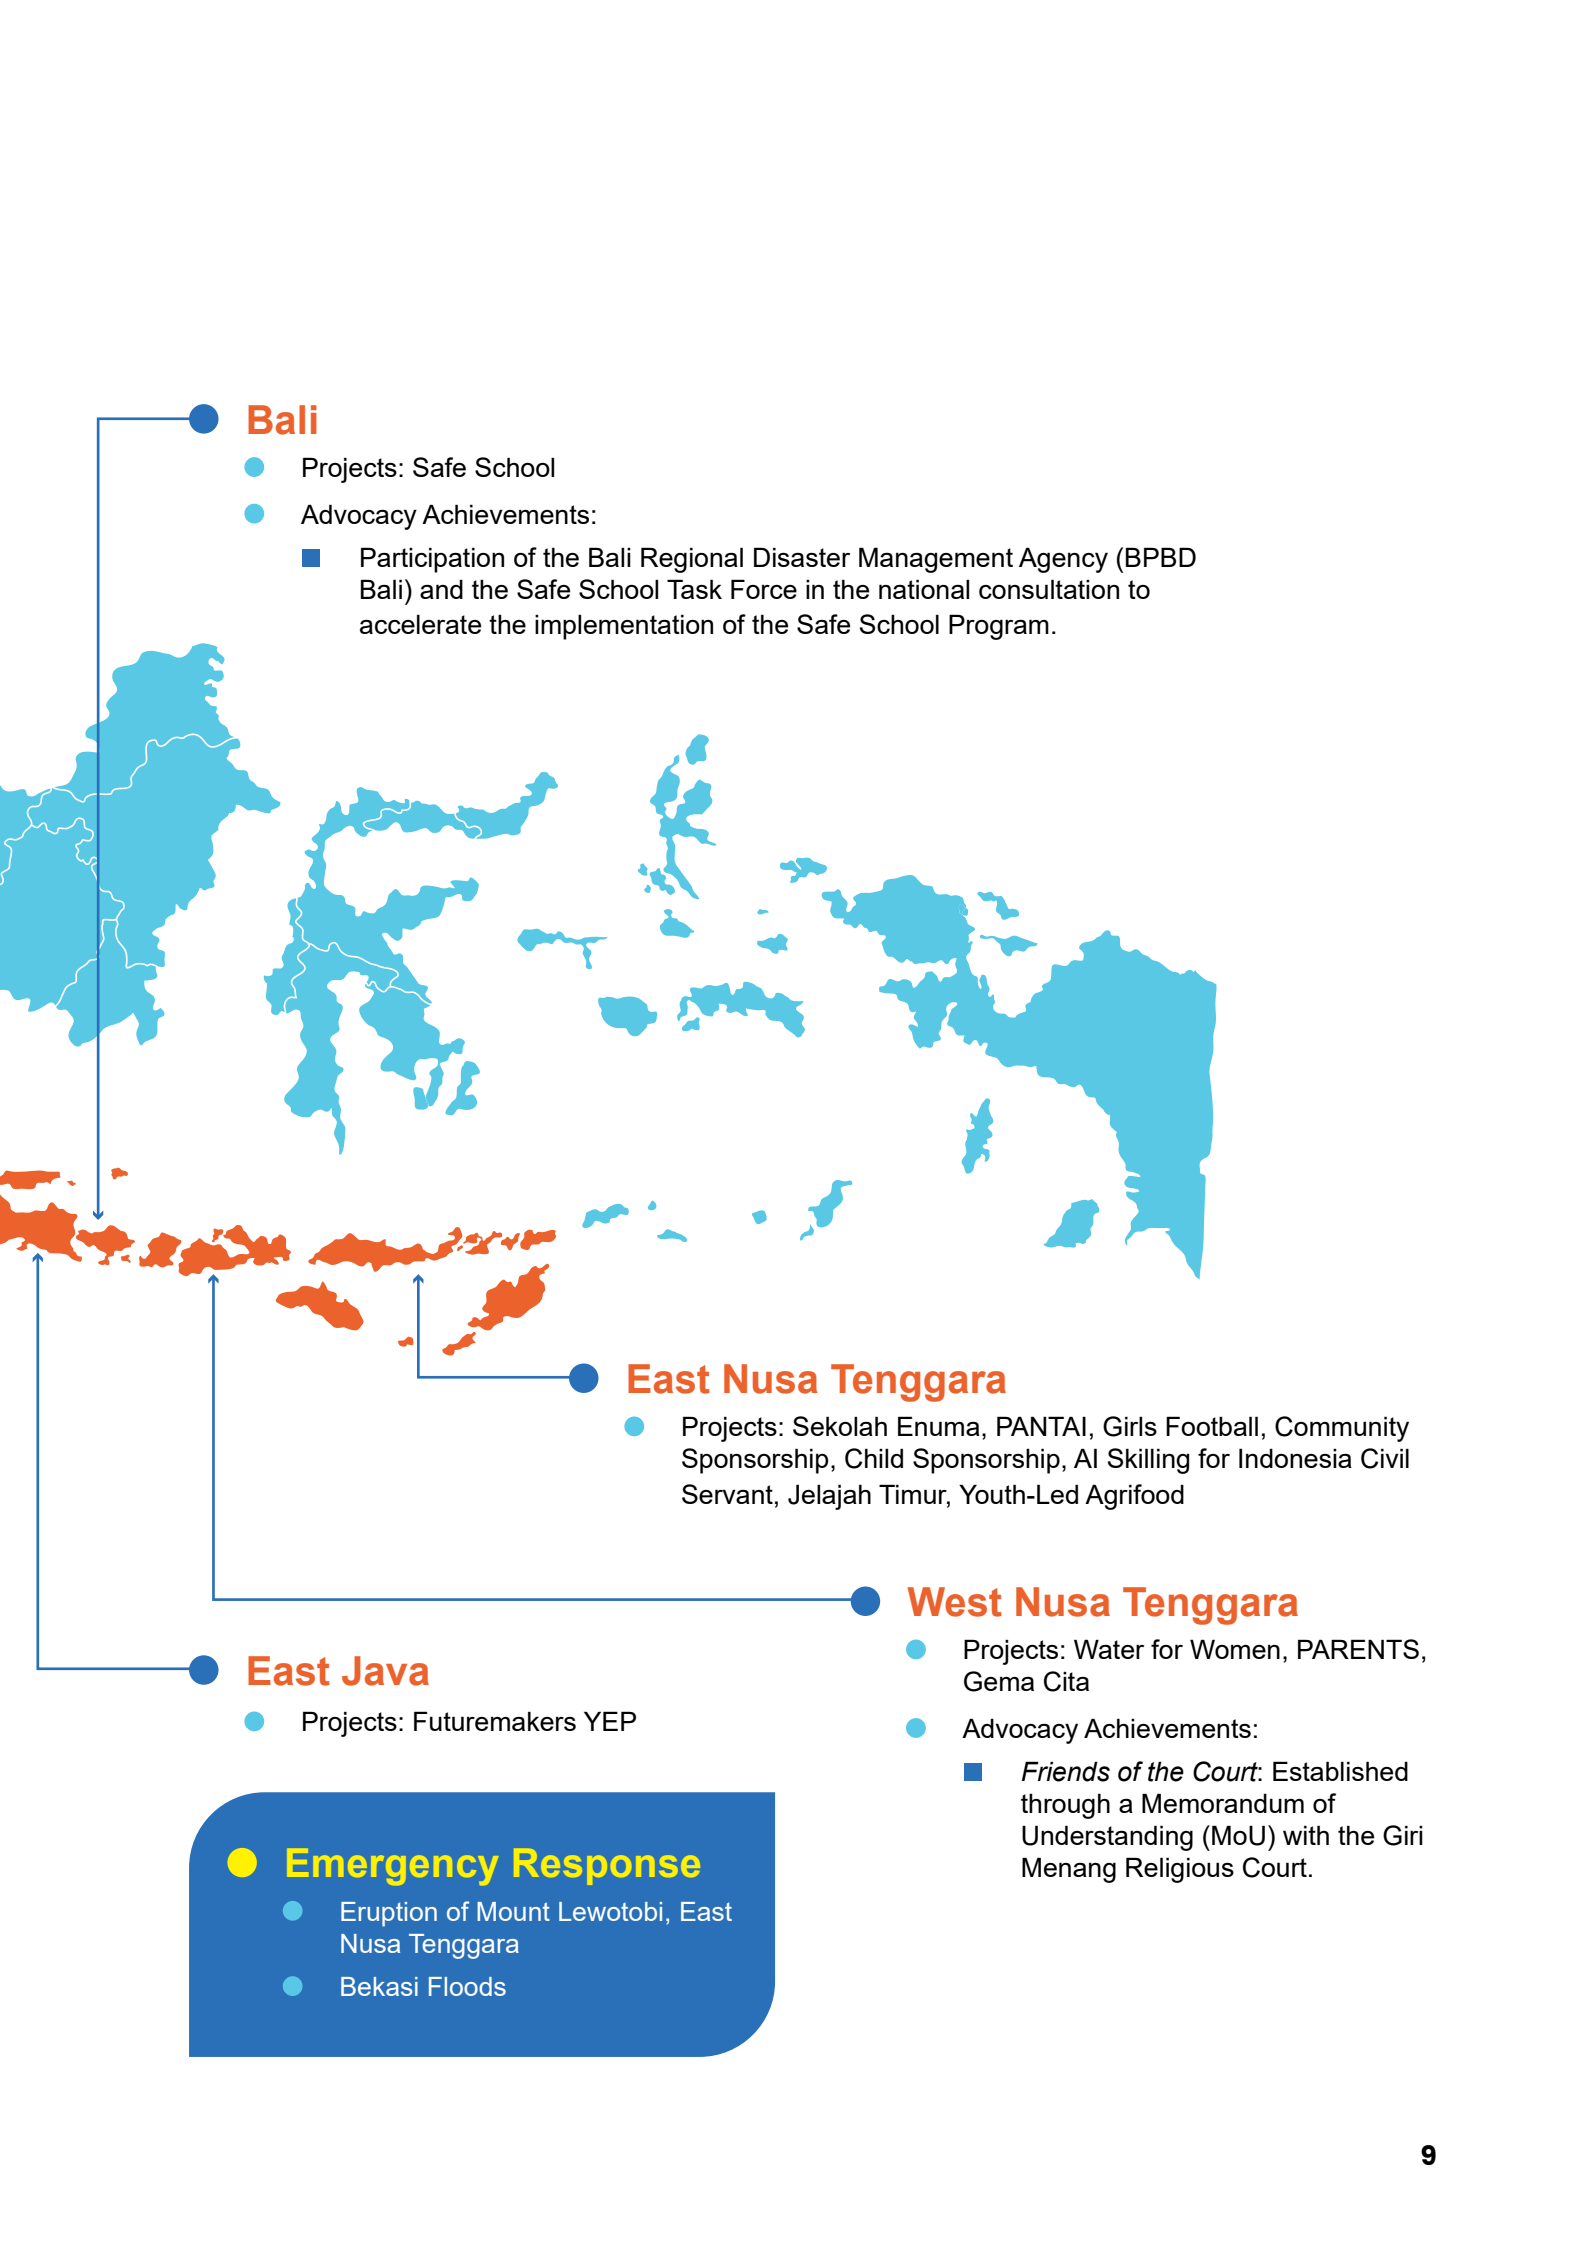 Bali
Projects: Safe School
Advocacy Achievements:
Participation of the Bali Regional Disaster Management Agency (BPBD
Bali) and the Safe School Task Force in the national consultation to
accelerate the implementation of the Safe School Program.
East Nusa Tenggara
Projects: Sekolah Enuma, PANTAI, Girls Football, Community
Sponsorship, Child Sponsorship, AI Skilling for Indonesia Civil
Servant, Jelajah Timur, Youth-Led Agrifood
West Nusa Tenggara
Projects: Water for Women, PARENTS,
Gema Cita
Advocacy Achievements:
Friends of the Court: Established
through a Memorandum of
Understanding (MoU) with the Giri
Menang Religious Court.
East Java
Projects: Futuremakers YEP
Emergency Response
Eruption of Mount Lewotobi, East
Nusa Tenggara
Bekasi Floods
9